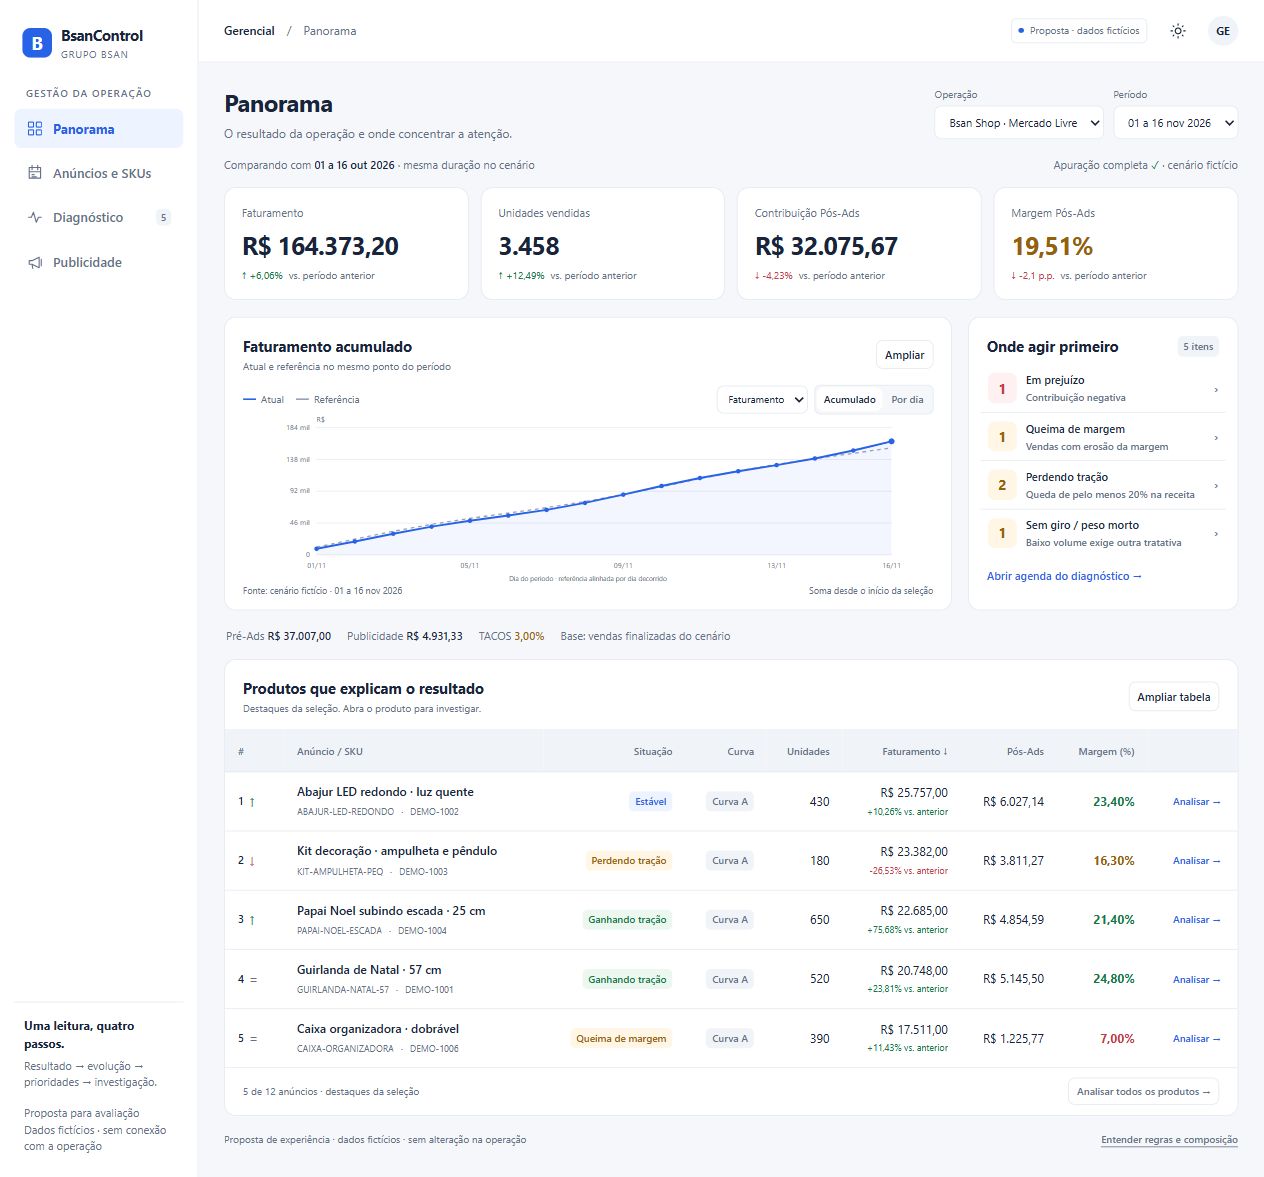 B BsanControl
GRUPO BSAN
GESTÃO DA OPERAÇÃO
Panorama
Anúncios e SKUs
Diagnóstico 5
Publicidade
Uma leitura, quatro
passos.
Resultado → evolução →
prioridades → investigação.
Proposta para avaliação
Dados fictícios · sem conexão
com a operação
Gerencial / Panorama
Proposta · dados fictícios
GE
Panorama
O resultado da operação e onde concentrar a atenção.
Operação
Bsan Shop · Mercado Livre
Período
01 a 16 nov 2026
Comparando com 01 a 16 out 2026 · mesma duração no cenário
Apuração completa ✓ · cenário fictício
Faturamento
R$ 164.373,20
↑ +6,06% vs. período anterior
Unidades vendidas
3.458
↑ +12,49% vs. período anterior
Contribuição Pós-Ads
R$ 32.075,67
↓ -4,23% vs. período anterior
Margem Pós-Ads
19,51%
↓ -2,1 p.p. vs. período anterior
Faturamento acumulado
Atual e referência no mesmo ponto do período
Ampliar
Atual Referência
Faturamento
Acumulado Por dia
R$
184 mil
138 mil
92 mil
46 mil
0
01/11 05/11 09/11 13/11 16/11
Dia do período · referência alinhada por dia decorrido
Fonte: cenário fictício · 01 a 16 nov 2026
Soma desde o início da seleção
Onde agir primeiro
5 itens
1 Em prejuízo
Contribuição negativa ›
1 Queima de margem
Vendas com erosão da margem ›
2 Perdendo tração
Queda de pelo menos 20% na receita ›
1 Sem giro / peso morto
Baixo volume exige outra tratativa ›
Abrir agenda do diagnóstico →
Pré-Ads R$ 37.007,00 Publicidade R$ 4.931,33 TACOS 3,00% Base: vendas finalizadas do cenário
Produtos que explicam o resultado
Destaques da seleção. Abra o produto para investigar.
Ampliar tabela
# Anúncio / SKU Situação Curva Unidades Faturamento ↓ Pós-Ads Margem (%)
1 ↑ Abajur LED redondo · luz quente
ABAJUR-LED-REDONDO · DEMO-1002
Estável Curva A 430 R$ 25.757,00
+10,26% vs. anterior
R$ 6.027,14 23,40% Analisar →
2 ↓ Kit decoração · ampulheta e pêndulo
KIT-AMPULHETA-PEQ · DEMO-1003
Perdendo tração Curva A 180 R$ 23.382,00
-26,53% vs. anterior
R$ 3.811,27 16,30% Analisar →
3 ↑ Papai Noel subindo escada · 25 cm
PAPAI-NOEL-ESCADA · DEMO-1004
Ganhando tração Curva A 650 R$ 22.685,00
+75,68% vs. anterior
R$ 4.854,59 21,40% Analisar →
4 = Guirlanda de Natal · 57 cm
GUIRLANDA-NATAL-57 · DEMO-1001
Ganhando tração Curva A 520 R$ 20.748,00
+23,81% vs. anterior
R$ 5.145,50 24,80% Analisar →
5 = Caixa organizadora · dobrável
CAIXA-ORGANIZADORA · DEMO-1006
Queima de margem Curva A 390 R$ 17.511,00
+11,43% vs. anterior
R$ 1.225,77 7,00% Analisar →
5 de 12 anúncios · destaques da seleção
Analisar todos os produtos →
Proposta de experiência · dados fictícios · sem alteração na operação
Entender regras e composição